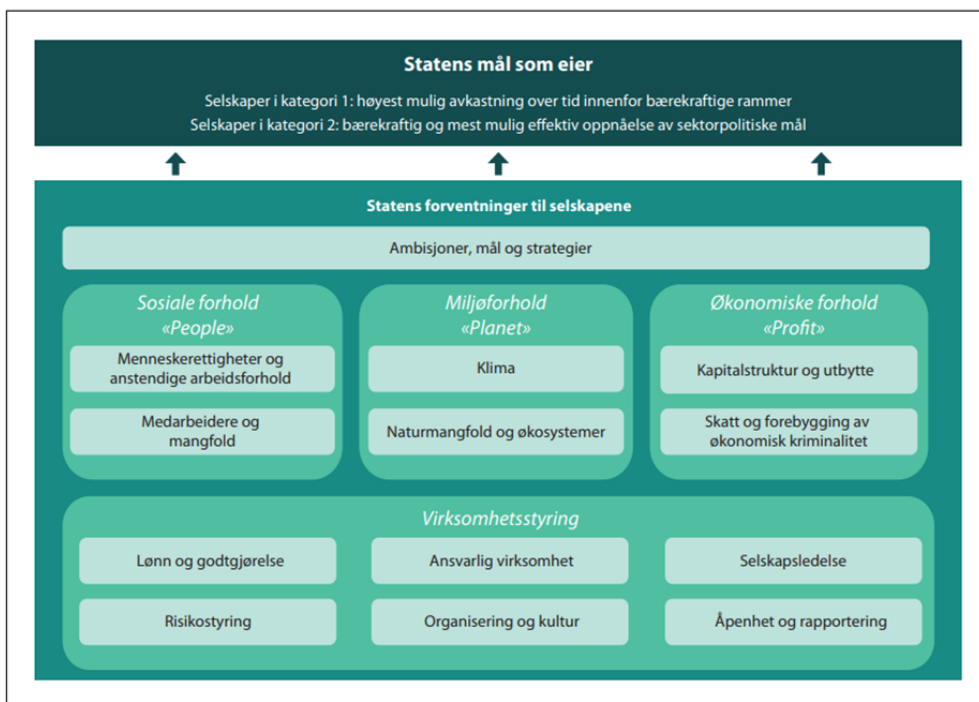 Statens mål som eier
Selskaper i kategori 1: høyest mulig avkastning over tid innenfor bærekraftige rammer
Selskaper i kategori 2: bærekraftig og mest mulig effektiv oppnåelse av sektorpolitiske mål
Statens forventninger til selskapene
Ambisjoner, mål og strategier
Sosiale forhold
«People»
Menneskerettigheter og
anstendige arbeidsforhold
Medarbeidere og
mangfold
Miljøforhold
«Planet»
Klima
Naturmangfold og økosystemer
Økonomiske forhold
«Profit»
Kapitalstruktur og utbytte
Skatt og forebygging av
økonomisk kriminalitet
Virksomhetsstyring
Lønn og godtgjørelse
Ansvarlig virksomhet
Selskapsledelse
Risikostyring
Organisering og kultur
Åpenhet og rapportering